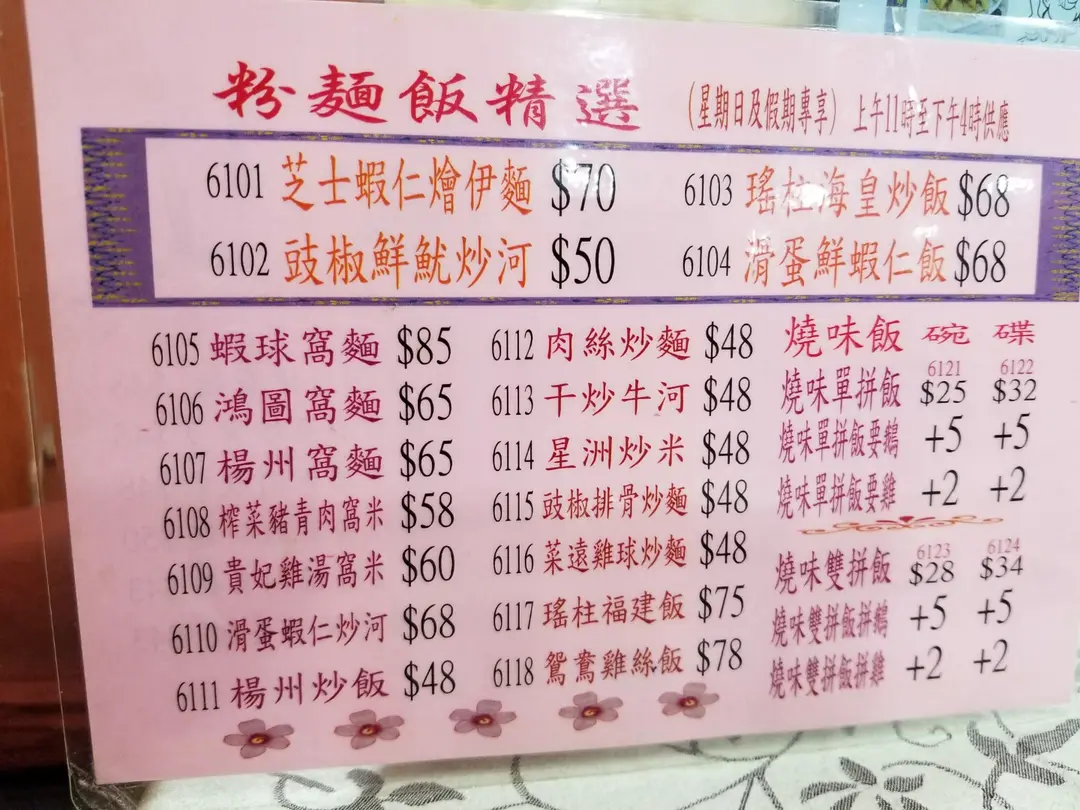 粉麵飯精選 (星期日及假期專享) 上午11時至下午4時供應
6101 芝士蝦仁燴伊麵 $70
6102 豉椒鮮魷炒河 $50
6103 瑤柱海皇炒飯 $68
6104 滑蛋鮮蝦仁飯 $68
6105 蝦球窩麵 $85
6106 鴻圖窩麵 $65
6107 楊州窩麵 $65
6108 榨菜豬青肉窩米 $58
6109 貴妃雞湯窩米 $60
6110 滑蛋蝦仁炒河 $68
6111 楊州炒飯 $48
6112 肉絲炒麵 $48
6113 干炒牛河 $48
6114 星洲炒米 $48
6115 豉椒排骨炒麵 $48
6116 菜遠雞球炒麵 $48
6117 瑤柱福建飯 $75
6118 鴛鴦雞絲飯 $78
燒味飯 碗 碟
6121 6122
燒味單拼飯 $25 $32
燒味單拼飯要鵝 +5 +5
燒味單拼飯要雞 +2 +2
6123 6124
燒味雙拼飯 $28 $34
燒味雙拼飯拼鵝 +5 +5
燒味雙拼飯拼雞 +2 +2